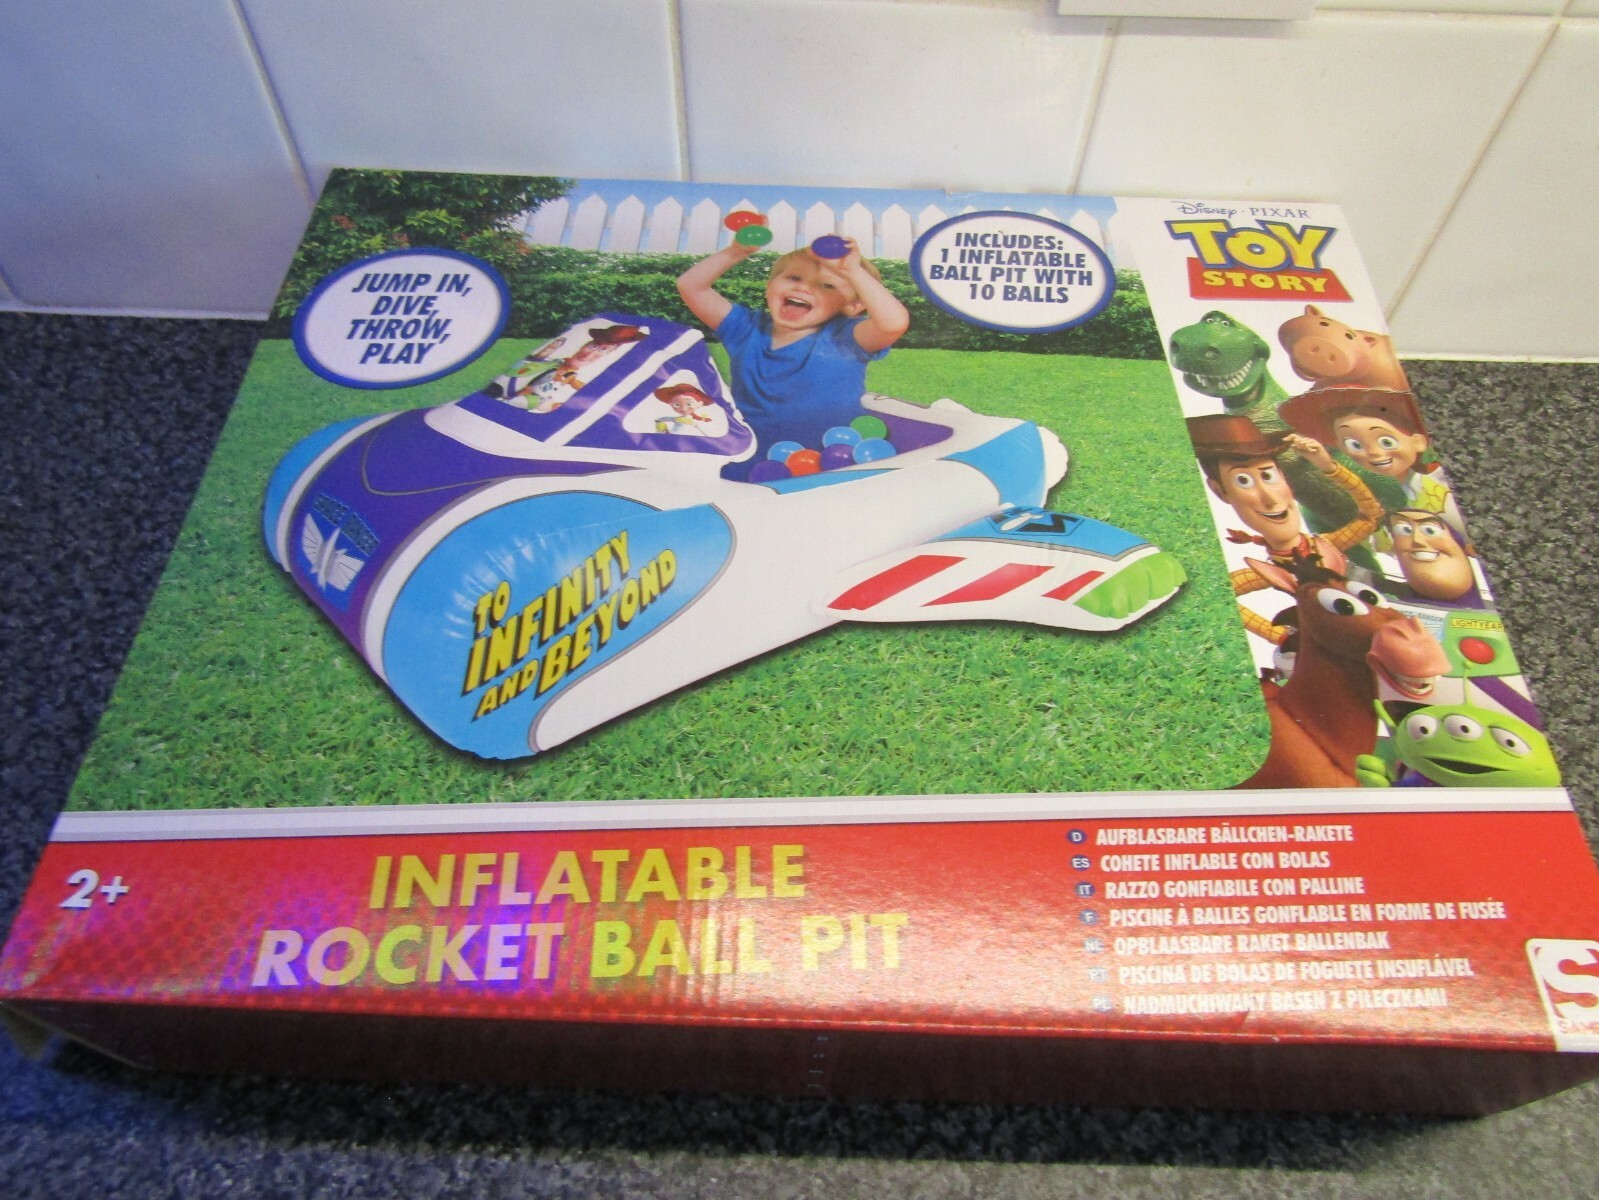 JUMP IN,
DIVE,
THROW,
PLAY
INCLUDES:
1 INFLATABLE
BALL PIT WITH
10 BALLS
Disney · PIXAR
TOY
STORY
SPACE RANGER
TO
INFINITY
AND BEYOND
LIGHTYEAR
2+
INFLATABLE
ROCKET BALL PIT
D AUFBLASBARE BÄLLCHEN-RAKETE
ES COHETE INFLABLE CON BOLAS
IT RAZZO GONFIABILE CON PALLINE
F PISCINE À BALLES GONFLABLE EN FORME DE FUSÉE
NL OPBLAASBARE RAKET BALLENBAK
PT PISCINA DE BOLAS DE FOGUETE INSUFLÁVEL
PL NADMUCHIWANY BASEN Z PIŁECZKAMI
S